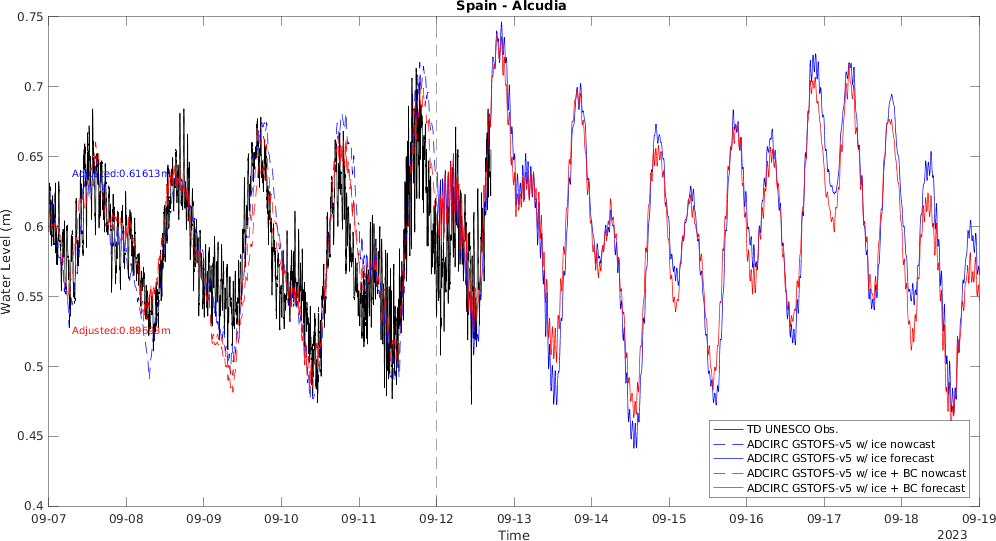 Spain - Alcudia
0.75
0.7
0.65
0.6
0.55
0.5
0.45
0.4
Water Level (m)
Adjusted:0.61613m
09-07
09-08
09-09
09-10
09-11
09-12
09-13
09-14
09-15
09-16
09-17
09-18
09-19
Time
2023
TD UNESCO Obs.
ADCIRC GSTOFS-v5 w/ ice nowcast
ADCIRC GSTOFS-v5 w/ ice forecast
ADCIRC GSTOFS-v5 w/ ice + BC nowcast
ADCIRC GSTOFS-v5 w/ ice + BC forecast